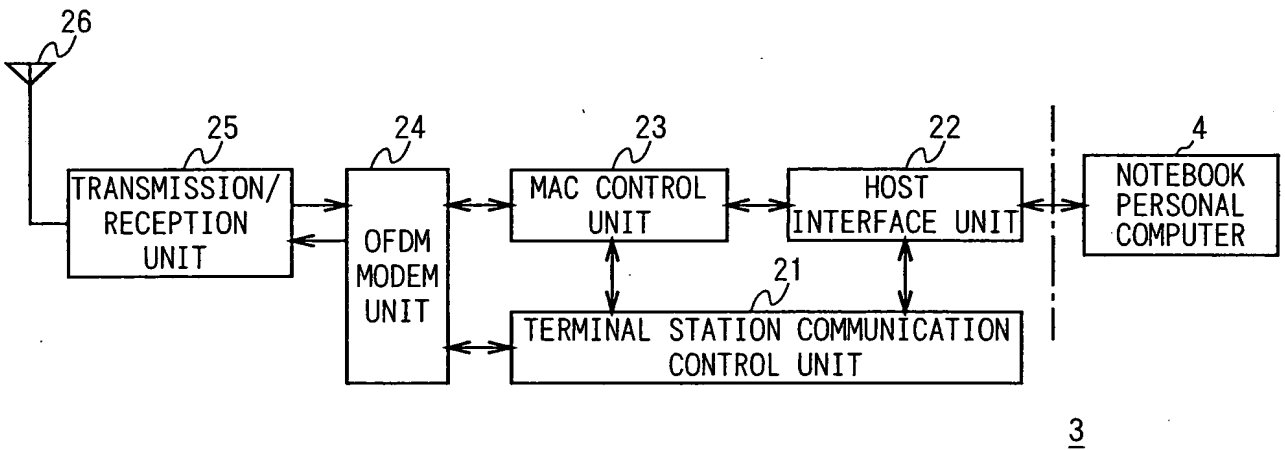 26
25
24
23
22
4
TRANSMISSION/
RECEPTION
UNIT
OFDM
MODEM
UNIT
MAC CONTROL
UNIT
HOST
INTERFACE UNIT
NOTEBOOK
PERSONAL
COMPUTER
21
TERMINAL STATION COMMUNICATION
CONTROL UNIT
3